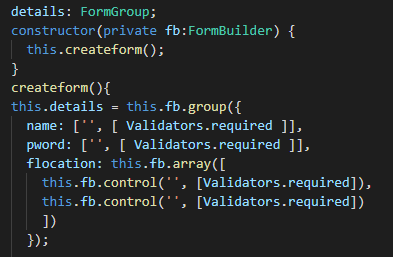 details: FormGroup;
constructor(private fb:FormBuilder) {
this.createform();
}
createform(){
this.details = this.fb.group({
name: ['', [ Validators.required ]],
pword: ['', [ Validators.required ]],
flocation: this.fb.array([
this.fb.control('', [Validators.required]),
this.fb.control('', [Validators.required])
])
});